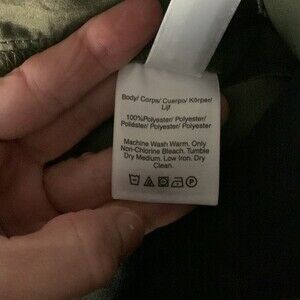 Body/ Corps/ Cuerpo/ Körper/
Lijf
100%Polyester/ Polyester/
Poliéster/ Polyester/ Polyester
Machine Wash Warm. Only
Non-Chlorine Bleach. Tumble
Dry Medium. Low Iron. Dry
Clean.